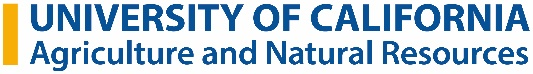 UNIVERSITY OF CALIFORNIA
Agriculture and Natural Resources